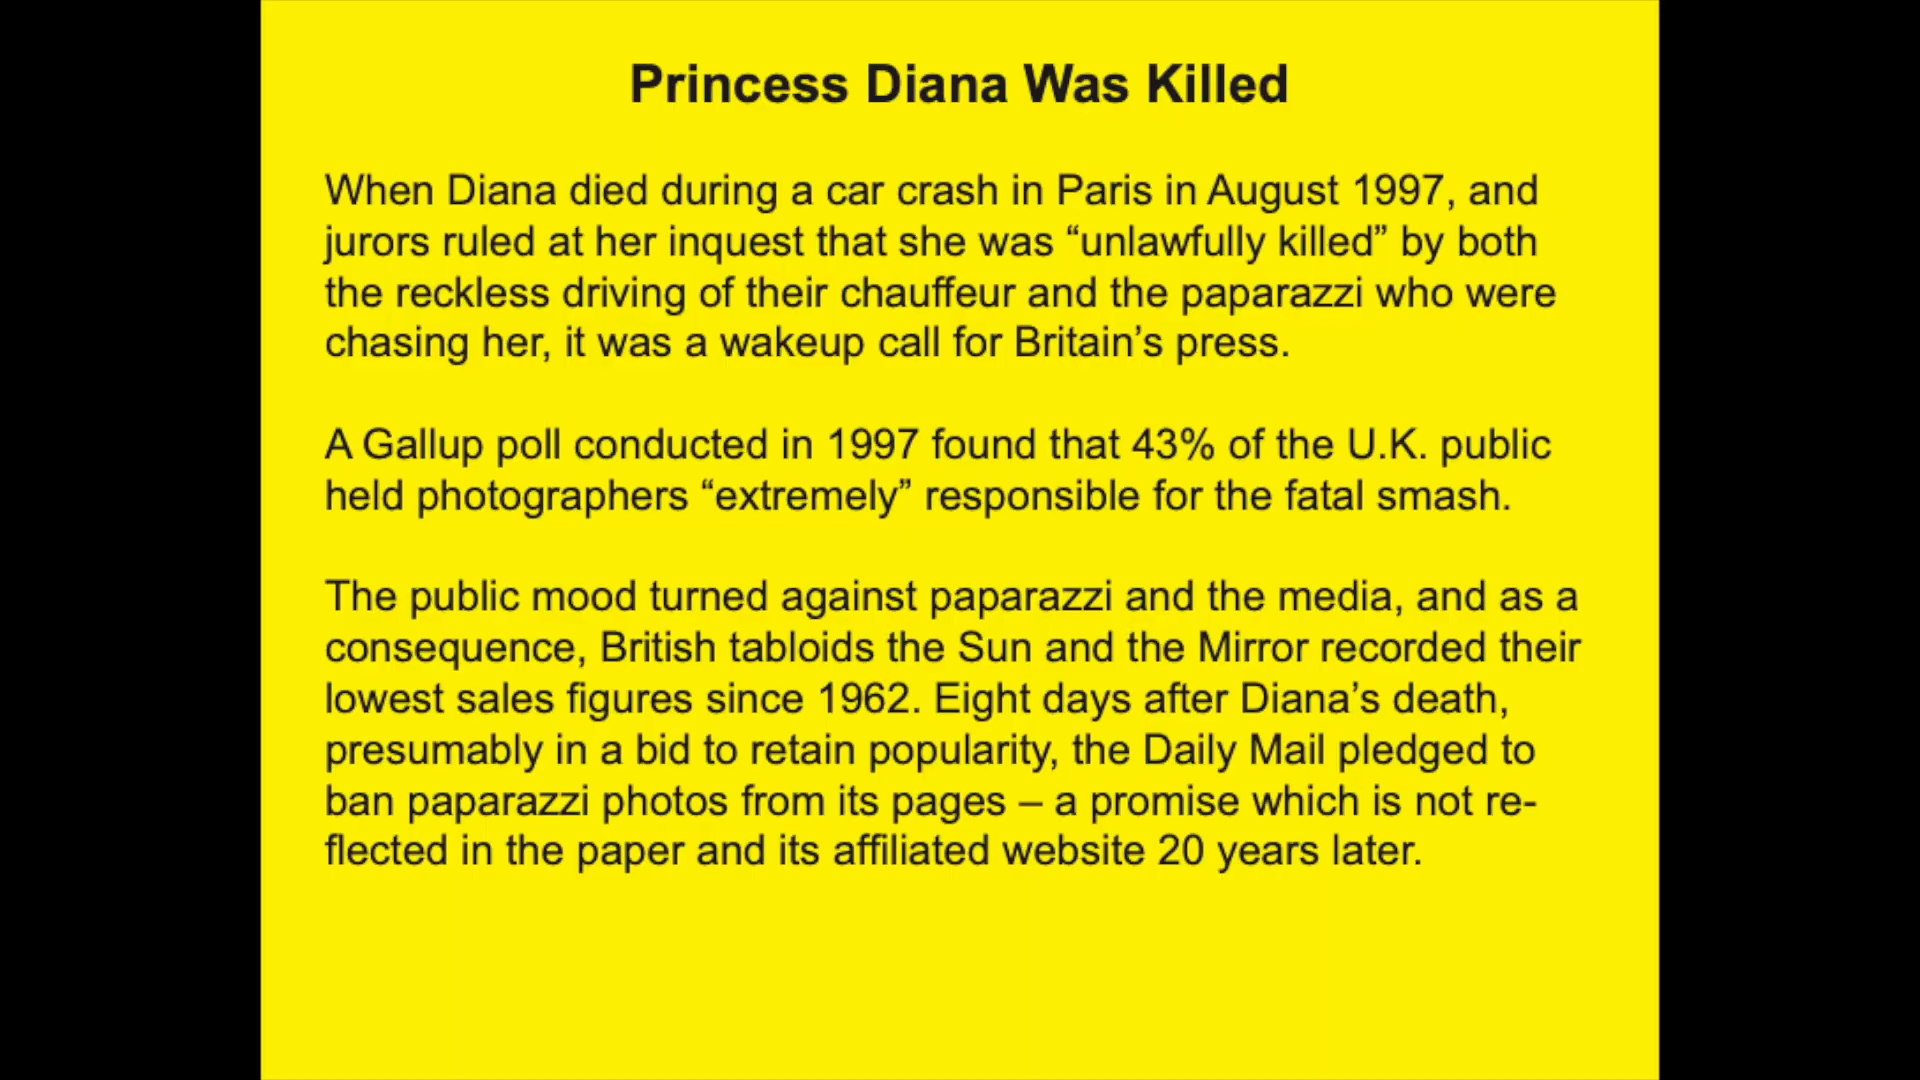 Princess Diana Was Killed
When Diana died during a car crash in Paris in August 1997, and
jurors ruled at her inquest that she was “unlawfully killed” by both
the reckless driving of their chauffeur and the paparazzi who were
chasing her, it was a wakeup call for Britain’s press.
A Gallup poll conducted in 1997 found that 43% of the U.K. public
held photographers “extremely” responsible for the fatal smash.
The public mood turned against paparazzi and the media, and as a
consequence, British tabloids the Sun and the Mirror recorded their
lowest sales figures since 1962. Eight days after Diana’s death,
presumably in a bid to retain popularity, the Daily Mail pledged to
ban paparazzi photos from its pages – a promise which is not re-
flected in the paper and its affiliated website 20 years later.